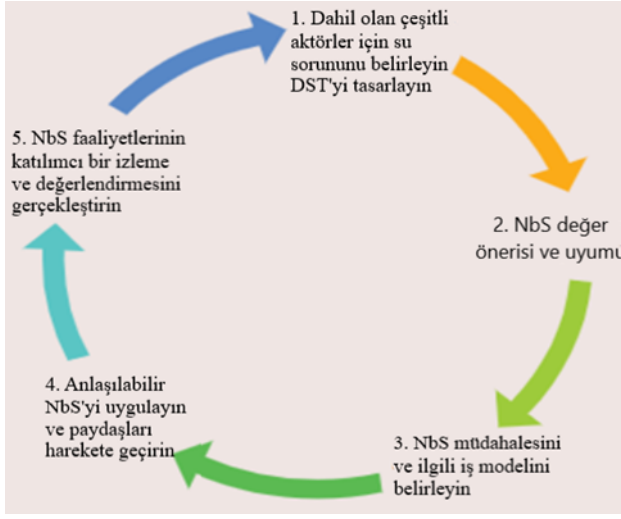 1. Dahil olan çeşitli
aktörler için su
sorununu belirleyin
DST'yi tasarlayın
2. NbS değer
önerisi ve uyumu
3. NbS müdahalesini
ve ilgili iş modelini
belirleyin
4. Anlaşılabilir
NbS'yi uygulayın
ve paydaşları
harekete geçirin
5. NbS faaliyetlerinin
katılımcı bir izleme
ve değerlendirmesini
gerçekleştirin